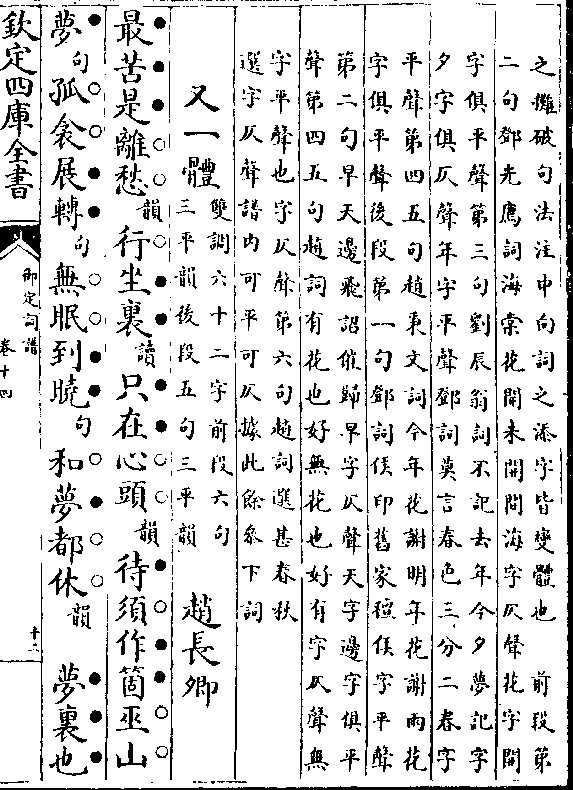 之攤破句法注中向詞之添字皆變體也　前段第
二句鄧光應詞海棠花開未開問海字仄聲花字開
字俱平聲第三句劉辰翁詞不記去年今夕夢記字
夕字俱仄聲年字平聲鄧詞莫言春色三分二春字
平聲第四五句趙秉文詞今年花謝明年花謝雨花
字俱平聲後段第一句鄧詞侯印舊家種侯字平聲
第二句早天邊飛詔催歸早字仄聲天字邊字俱平
聲第四五句趙詞有花也好無花也好有字仄聲無
字平聲也字仄聲第六句趙詞選甚春秋
選字仄聲譜内可平可仄據此餘叅下詞
又一體 雙調六十二字前段六句
三平韻後段五句三平韻 趙長卿
最苦是離愁韻行坐裏讀只在心頭韻待須作箇巫山
夢句孤衾展轉句無眠到曉句和夢都休韻　夢裏也
欽定四庫全書
御定詞譜
卷十四
十二